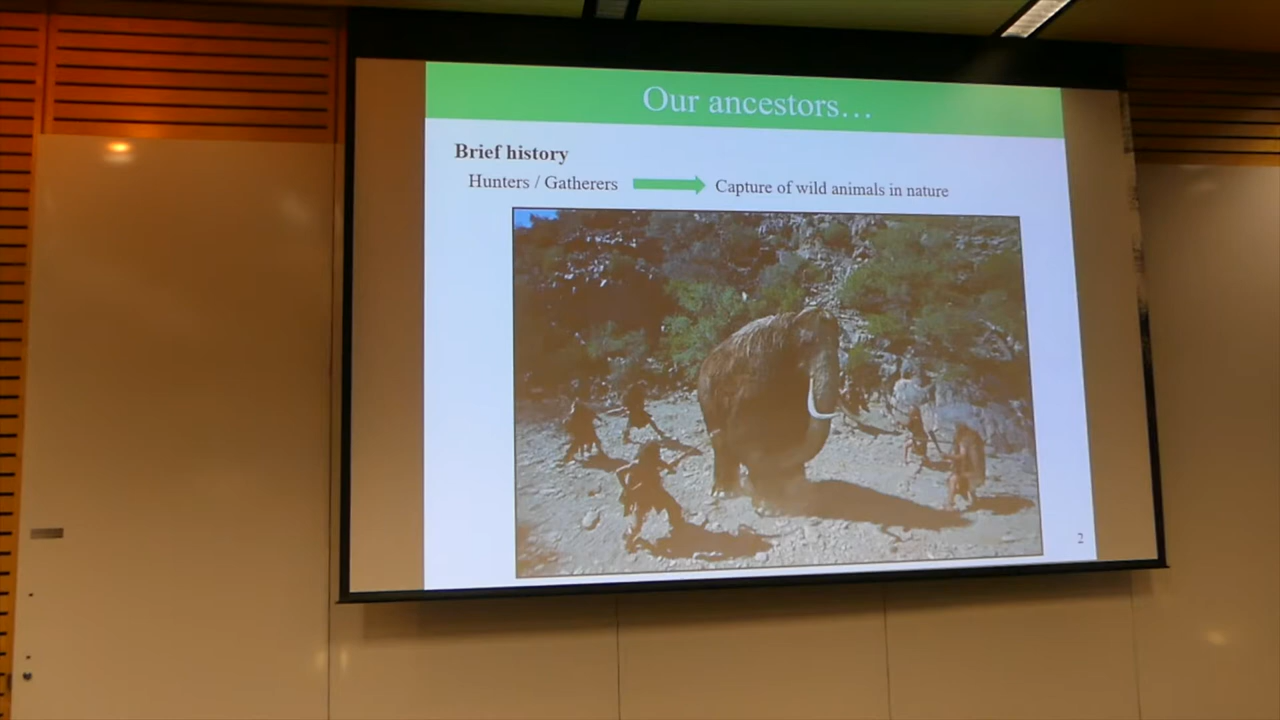 Our ancestors...
Brief history
Hunters / Gatherers Capture of wild animals in nature
2